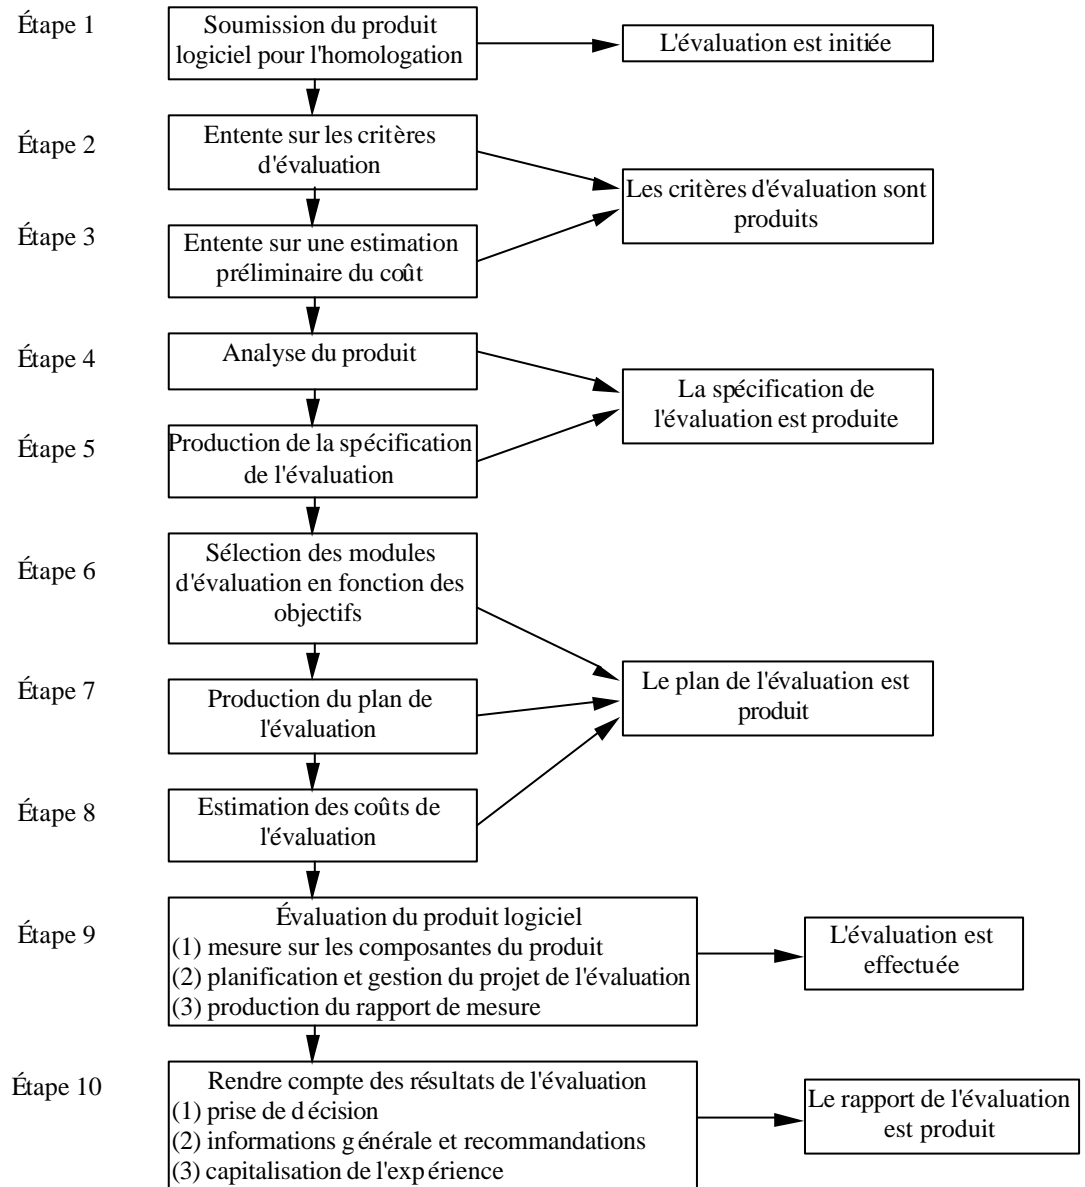 Étape 1
Soumission du produit
logiciel pour l'homologation
L'évaluation est initiée
Étape 2
Entente sur les critères
d'évaluation
Les critères d'évaluation sont
produits
Étape 3
Entente sur une estimation
préliminaire du coût
Étape 4
Analyse du produit
La spécification de
l'évaluation est produite
Étape 5
Production de la spécification
de l'évaluation
Étape 6
Sélection des modules
d'évaluation en fonction des
objectifs
Étape 7
Production du plan de
l'évaluation
Le plan de l'évaluation est
produit
Étape 8
Estimation des coûts de
l'évaluation
Étape 9
Évaluation du produit logiciel
(1) mesure sur les composantes du produit
(2) planification et gestion du projet de l'évaluation
(3) production du rapport de mesure
L'évaluation est
effectuée
Étape 10
Rendre compte des résultats de l'évaluation
(1) prise de d écision
(2) informations g énérale et recommandations
(3) capitalisation de l'exp érience
Le rapport de l'évaluation
est produit